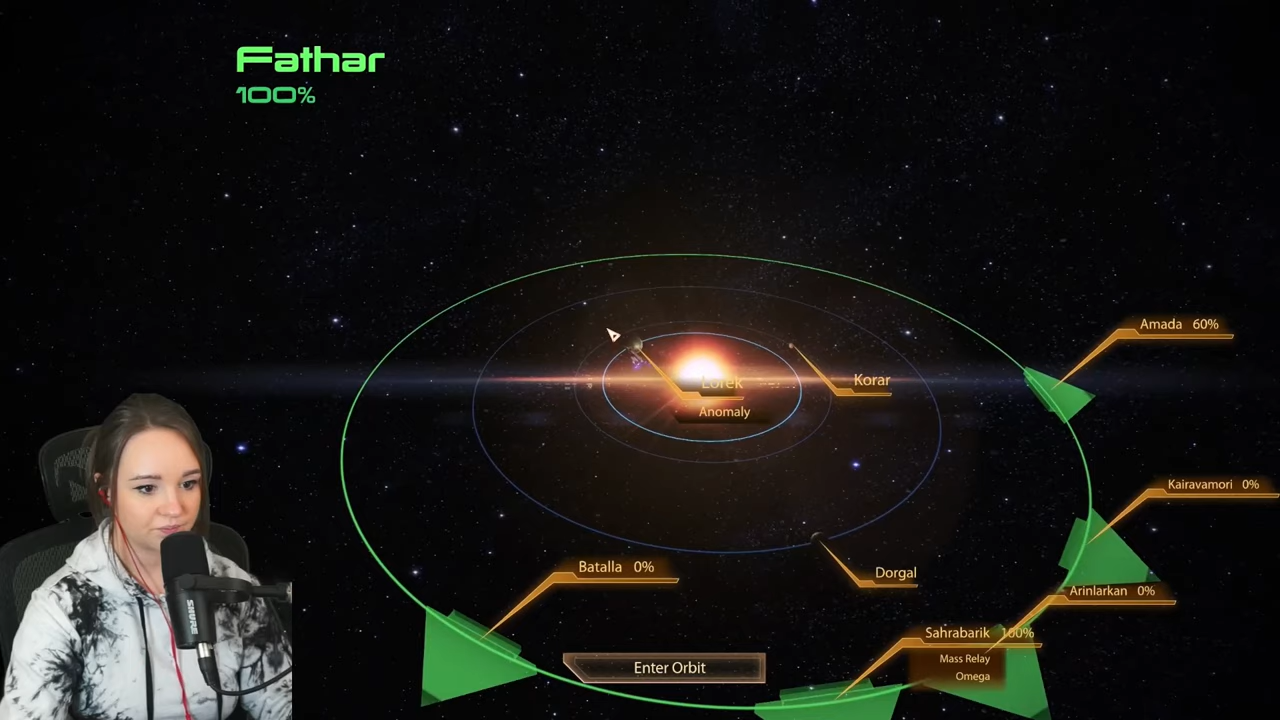 Fathar
100%
Amada 60%
Lorek
Anomaly
Korar
Kairavamori 0%
Batalla 0%
Dorgal
Arinlarkan 0%
Sahrabarik 100%
Mass Relay
Omega
Enter Orbit
SHURE